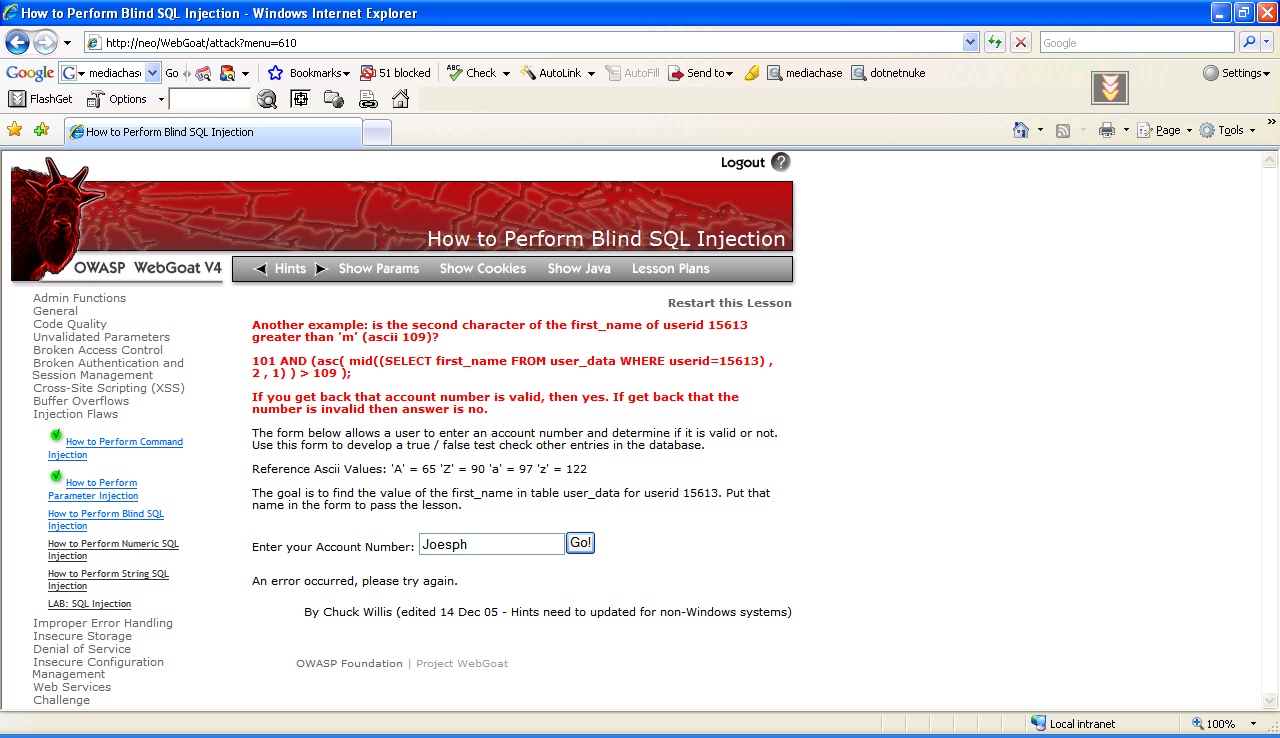 How to Perform Blind SQL Injection - Windows Internet Explorer
http://neo/WebGoat/attack?menu=610
Google
Google G mediachas Go Bookmarks 51 blocked ABC Check AutoLink AutoFill Send to mediachase dotnetnuke Settings
FlashGet Options
How to Perform Blind SQL Injection
Page Tools
Logout ?
How to Perform Blind SQL Injection
OWASP WebGoat V4
Hints Show Params Show Cookies Show Java Lesson Plans
Restart this Lesson
Admin Functions
General
Code Quality
Unvalidated Parameters
Broken Access Control
Broken Authentication and
Session Management
Cross-Site Scripting (XSS)
Buffer Overflows
Injection Flaws
How to Perform Command
Injection
How to Perform
Parameter Injection
How to Perform Blind SQL
Injection
How to Perform Numeric SQL
Injection
How to Perform String SQL
Injection
LAB: SQL Injection
Improper Error Handling
Insecure Storage
Denial of Service
Insecure Configuration
Management
Web Services
Challenge
Another example: is the second character of the first_name of userid 15613
greater than 'm' (ascii 109)?
101 AND (asc( mid((SELECT first_name FROM user_data WHERE userid=15613) ,
2 , 1) ) > 109 );
If you get back that account number is valid, then yes. If get back that the
number is invalid then answer is no.
The form below allows a user to enter an account number and determine if it is valid or not.
Use this form to develop a true / false test check other entries in the database.
Reference Ascii Values: 'A' = 65 'Z' = 90 'a' = 97 'z' = 122
The goal is to find the value of the first_name in table user_data for userid 15613. Put that
name in the form to pass the lesson.
Enter your Account Number: Joesph Go!
An error occurred, please try again.
By Chuck Willis (edited 14 Dec 05 - Hints need to updated for non-Windows systems)
OWASP Foundation | Project WebGoat
Local intranet 100%